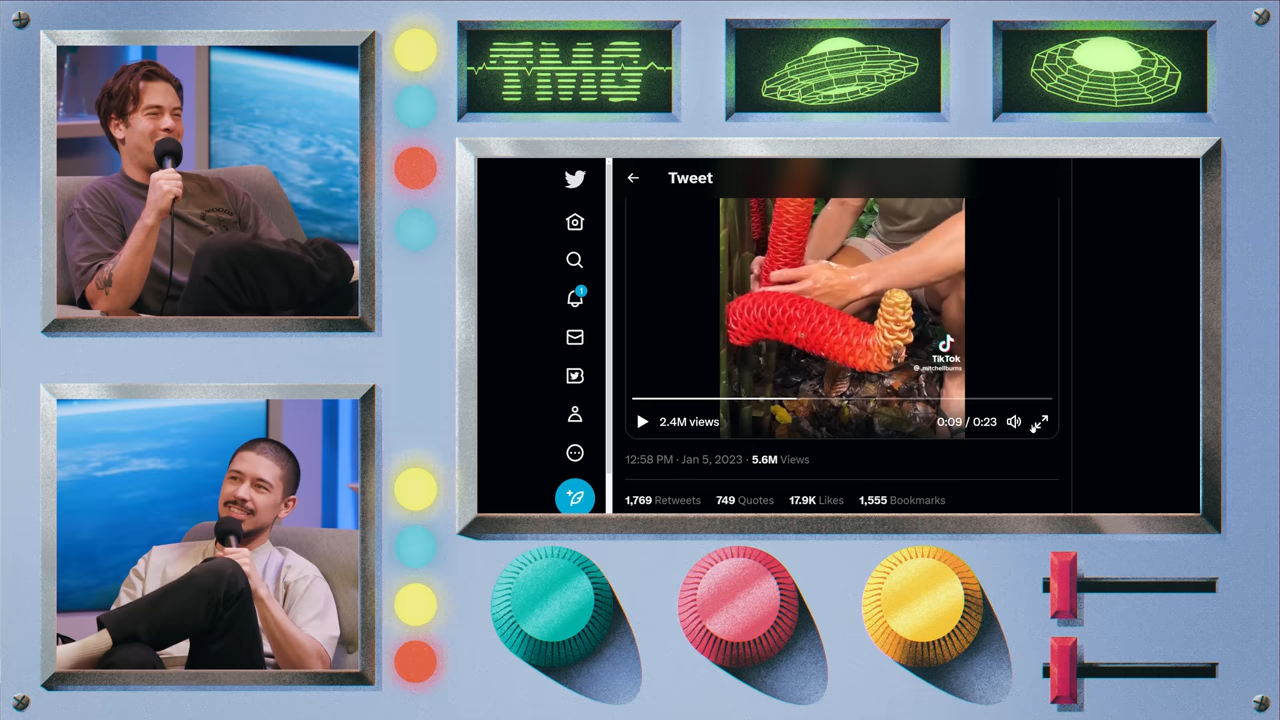 TMG
Tweet
1
TikTok
@_mitchellburns
2.4M views
0:09 / 0:23
12:58 PM · Jan 5, 2023 · 5.6M Views
1,769 Retweets 749 Quotes 17.9K Likes 1,555 Bookmarks